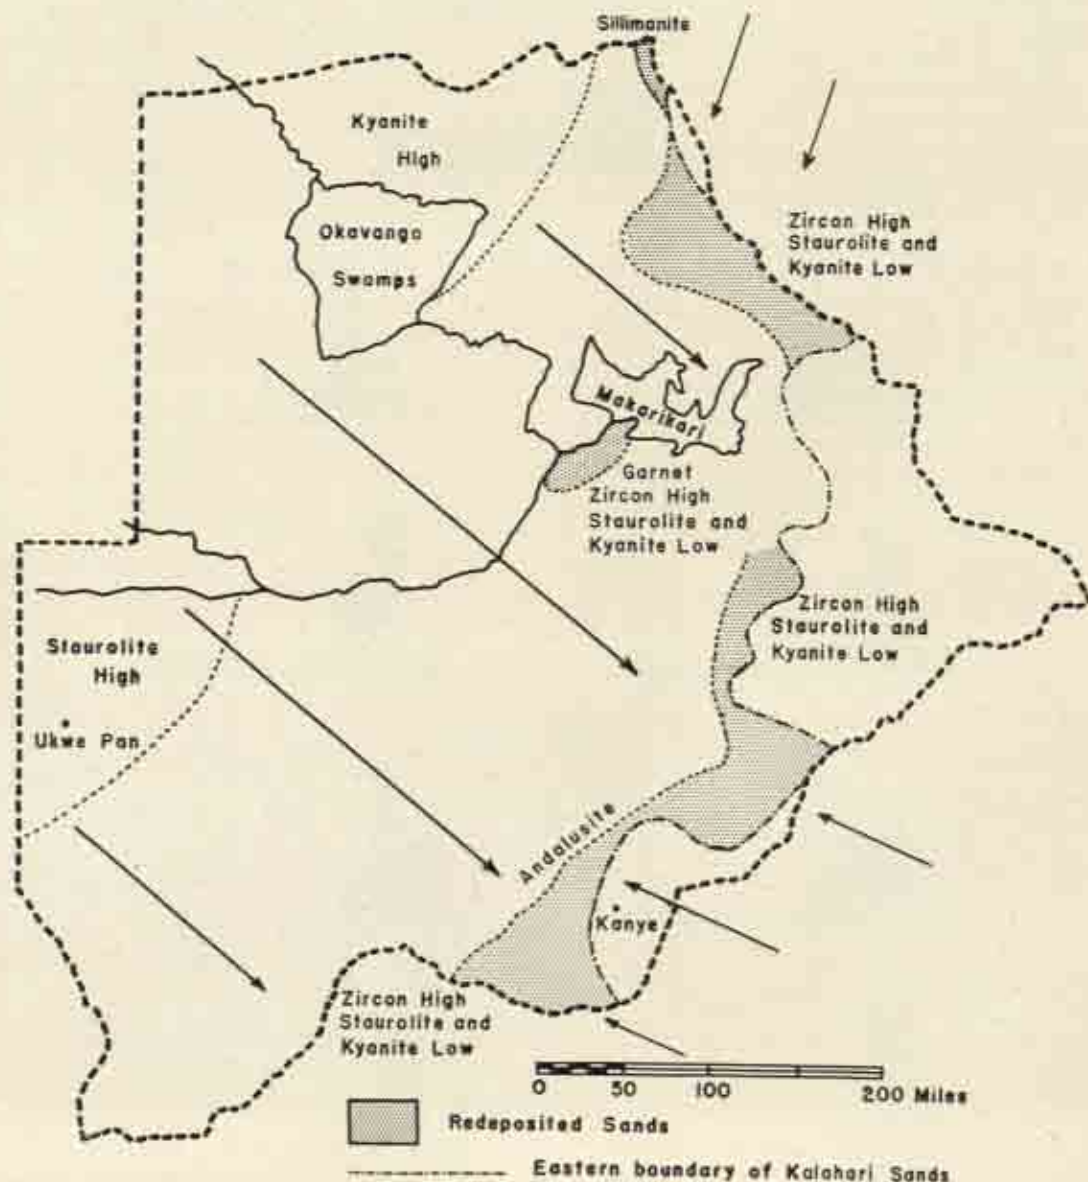 Sillimanite
Kyanite
High
Okavango
Swamps
Zircon High
Staurolite and
Kyanite Low
Makarikari
Garnet
Zircon High
Staurolite and
Kyanite Low
Zircon High
Staurolite and
Kyanite Low
Staurolite
High
Ukwe Pan
Andalusite
Kanye
Zircon High
Staurolite and
Kyanite Low
0 50 100 200 Miles
Redeposited Sands
Eastern boundary of Kalahari Sands